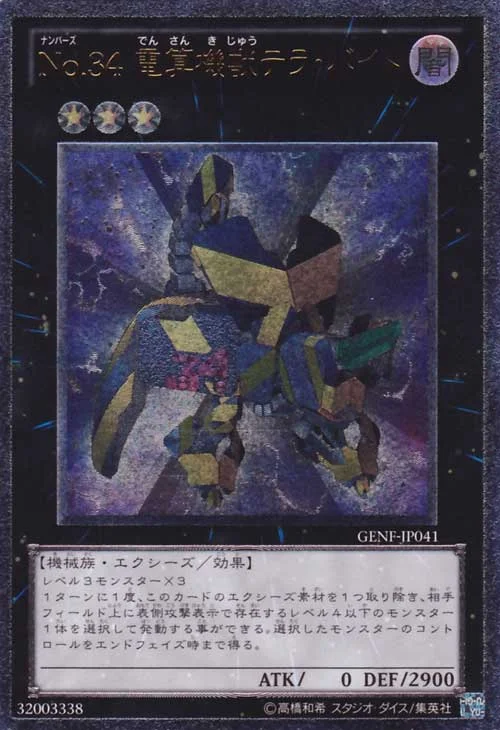 ナンバーズ でんさんきじゅう
No.34 電算機獣テラ・バイト 闇
GENF-JP041
【機械族・エクシーズ／効果】
レベル3モンスター×3
1ターンに1度、このカードのエクシーズ素材を1つ取り除き、相手
フィールド上に表側攻撃表示で存在するレベル4以下のモンスター
1体を選択して発動する事ができる。選択したモンスターのコント
ロールをエンドフェイズ時まで得る。
ATK/ 0 DEF/2900
32003338 ©高橋和希 スタジオ・ダイス/集英社